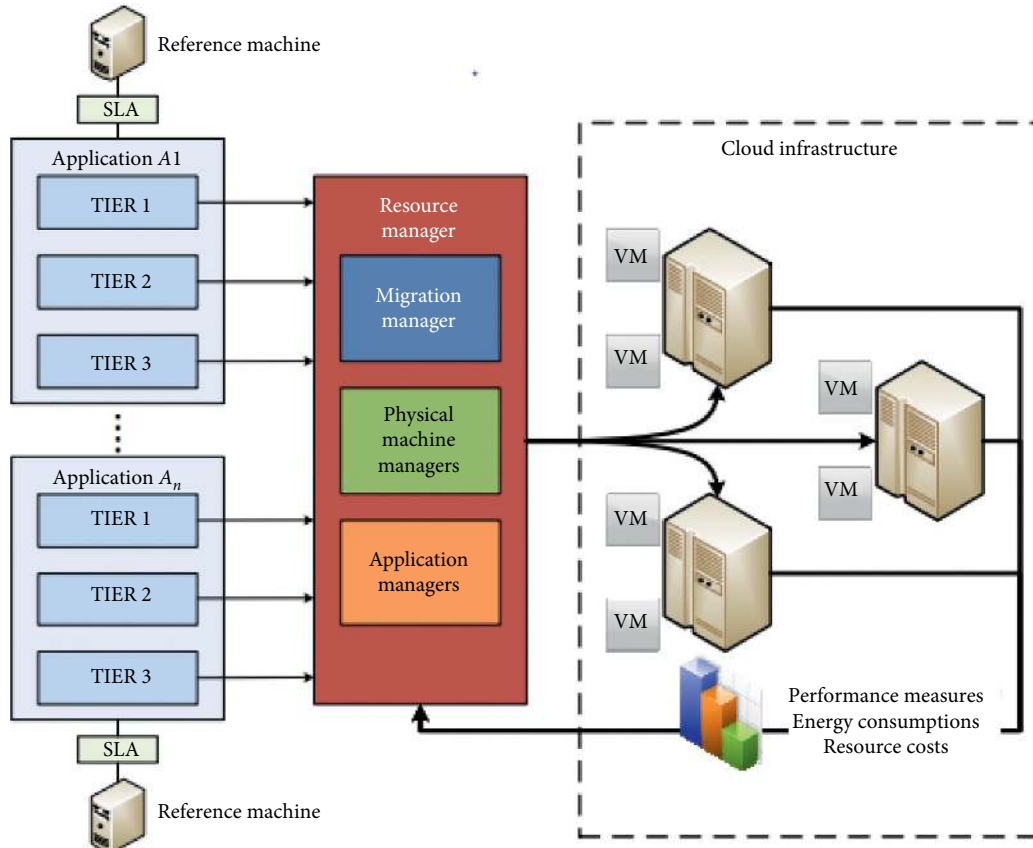 Reference machine
SLA
Application A1
TIER 1
TIER 2
TIER 3
Application Aₙ
TIER 1
TIER 2
TIER 3
SLA
Reference machine
Resource
manager
Migration
manager
Physical
machine
managers
Application
managers
Cloud infrastructure
VM
VM
VM
VM
VM
VM
Performance measures
Energy consumptions
Resource costs